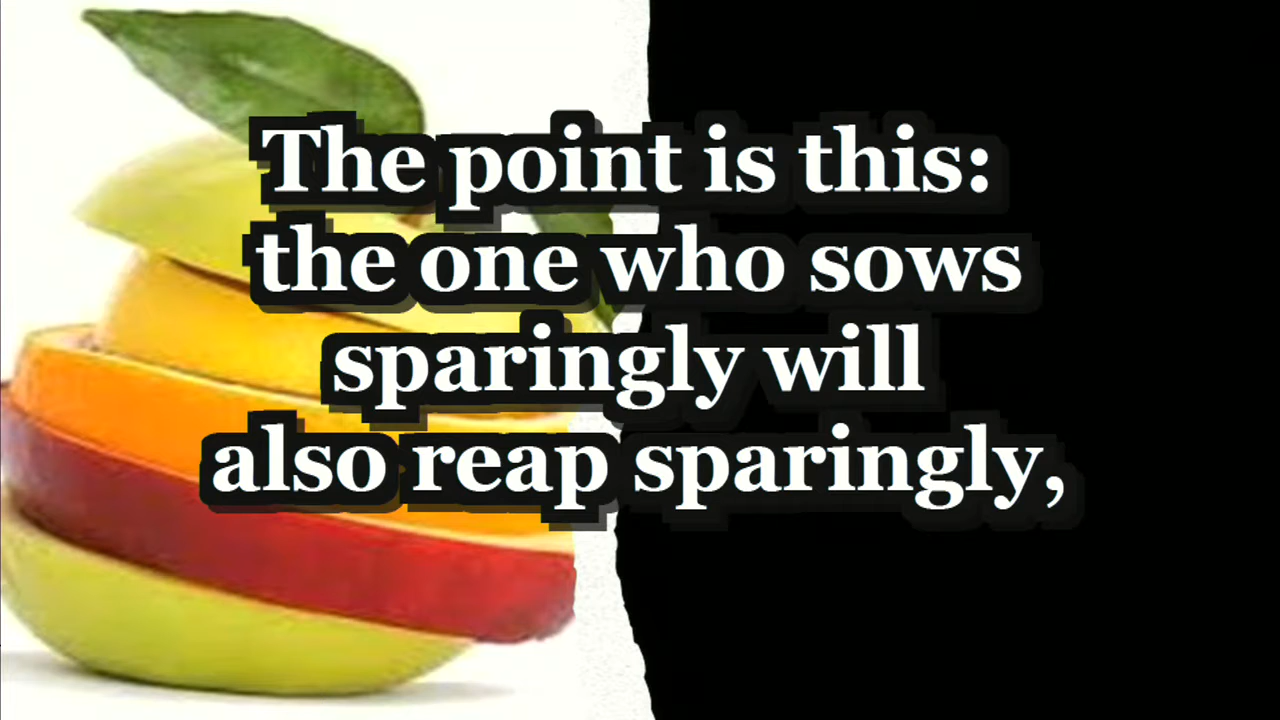 The point is this:
the one who sows
sparingly will
also reap sparingly,